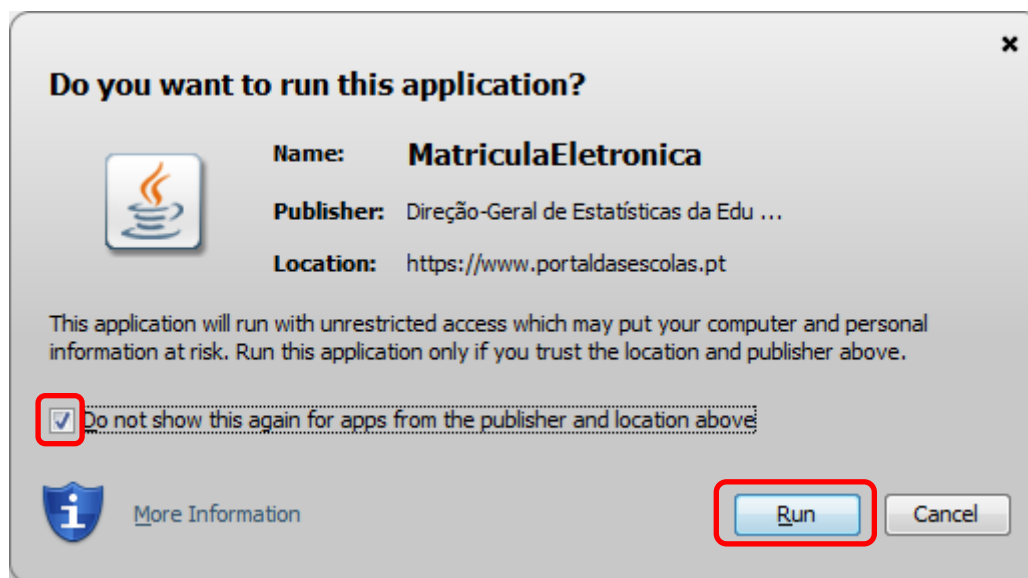 Do you want to run this application?
Name: MatriculaEletronica
Publisher: Direção-Geral de Estatísticas da Edu ...
Location: https://www.portaldasescolas.pt
This application will run with unrestricted access which may put your computer and personal
information at risk. Run this application only if you trust the location and publisher above.
Do not show this again for apps from the publisher and location above
More Information
Run
Cancel